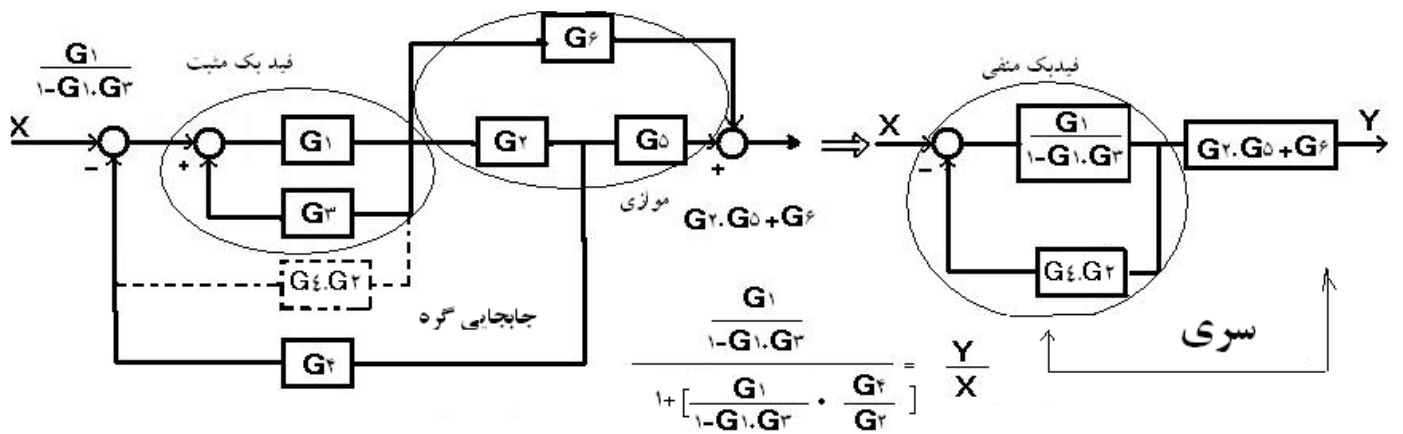 G۱
۱-G۱.G۳
فید بک مثبت
X
-
+
G۱
G۳
G٤.G۲
G۴
جابجایی گره
G۶
G۲
G۵
+
موازی
G۲.G۵+G۶
فیدبک منفی
X
-
G۱
۱-G۱.G۳
G۲.G۵+G۶
Y
G٤.G۲
سری
G۱
۱-G۱.G۳
=
Y
X
۱+[
G۱
۱-G۱.G۳
.
G۴
G۲
]